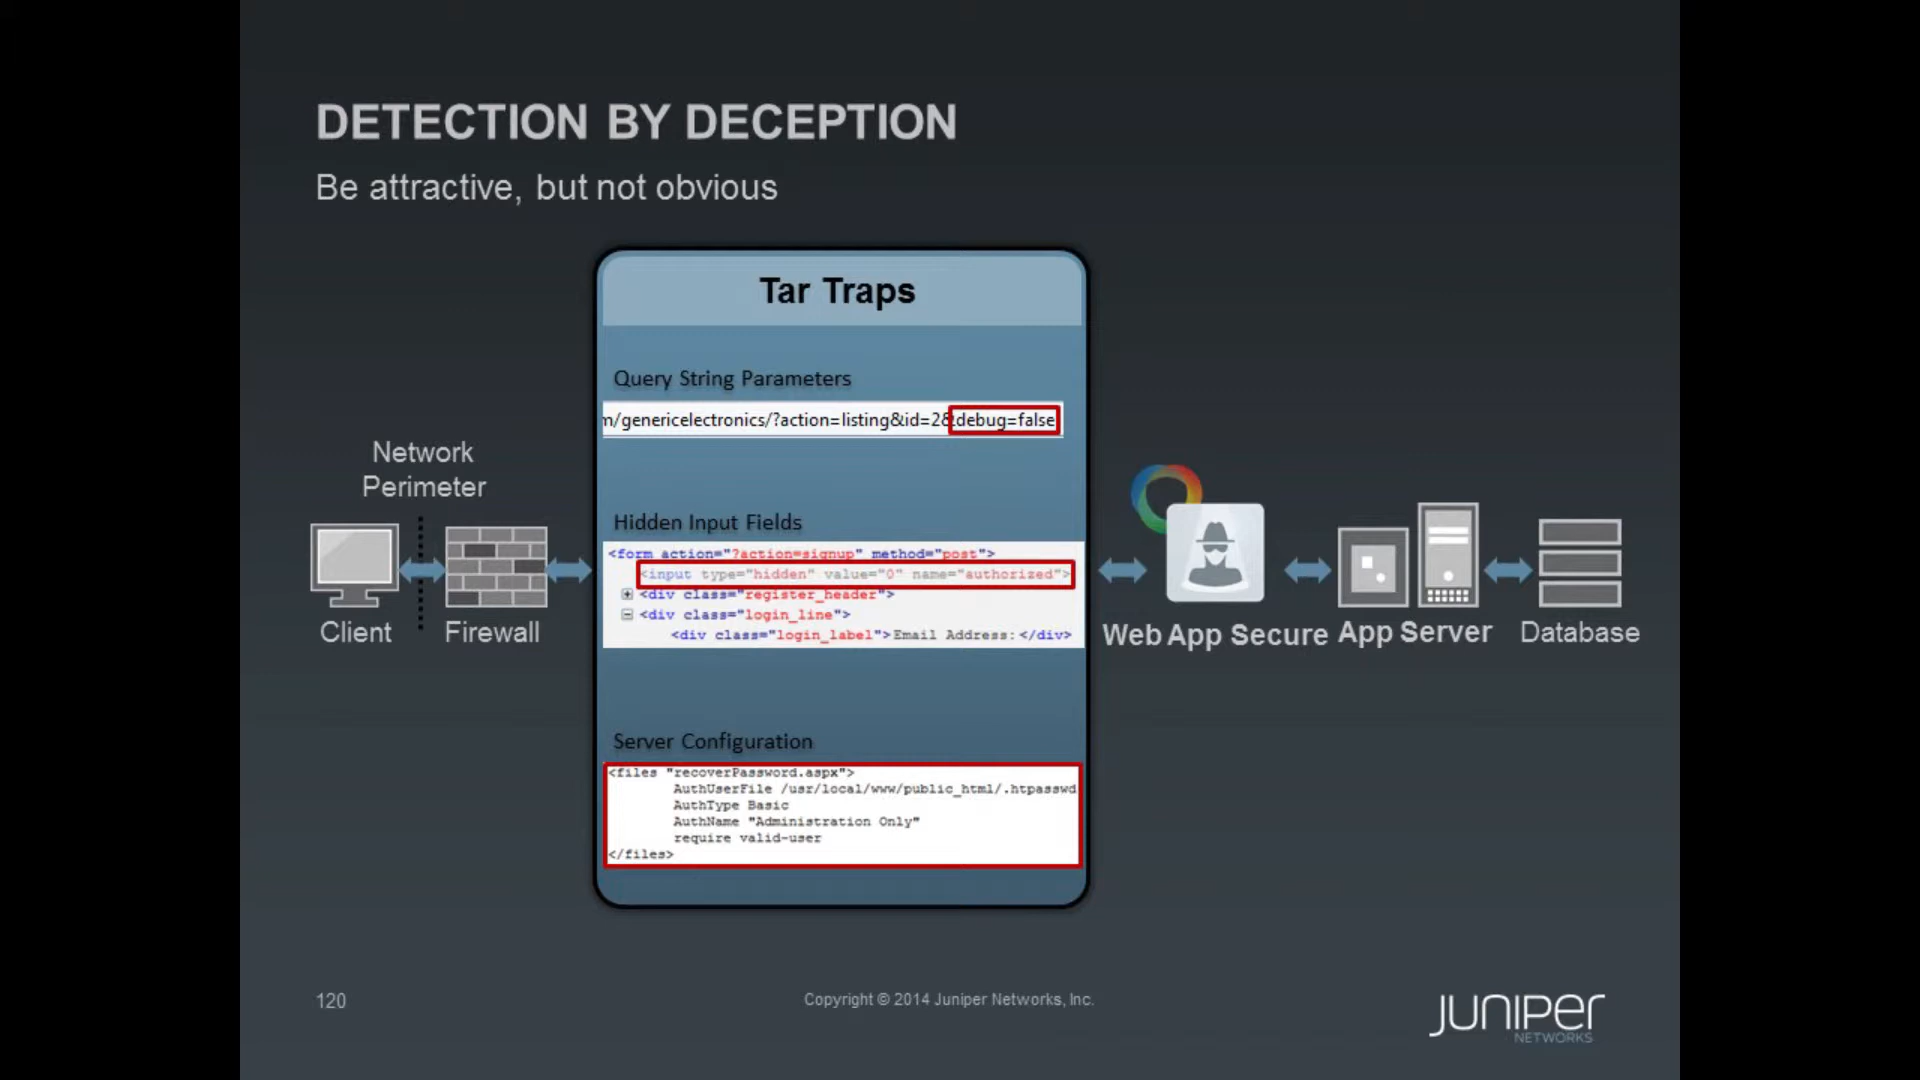 DETECTION BY DECEPTION
Be attractive, but not obvious
Tar Traps
Query String Parameters
m/genericelectronics/?action=listing&id=2&debug=false
Hidden Input Fields
<form action="?action=signup" method="post">
<input type="hidden" value="0" name="authorized">
<div class="register_header">
<div class="login_line">
<div class="login_label">Email Address:</div>
Server Configuration
<files "recoverPassword.aspx">
AuthUserFile /usr/local/www/public_html/.htpasswd
AuthType Basic
AuthName "Administration Only"
require valid-user
</files>
Network
Perimeter
Client
Firewall
Web App Secure
App Server
Database
120
Copyright © 2014 Juniper Networks, Inc.
JUNIPER
NETWORKS